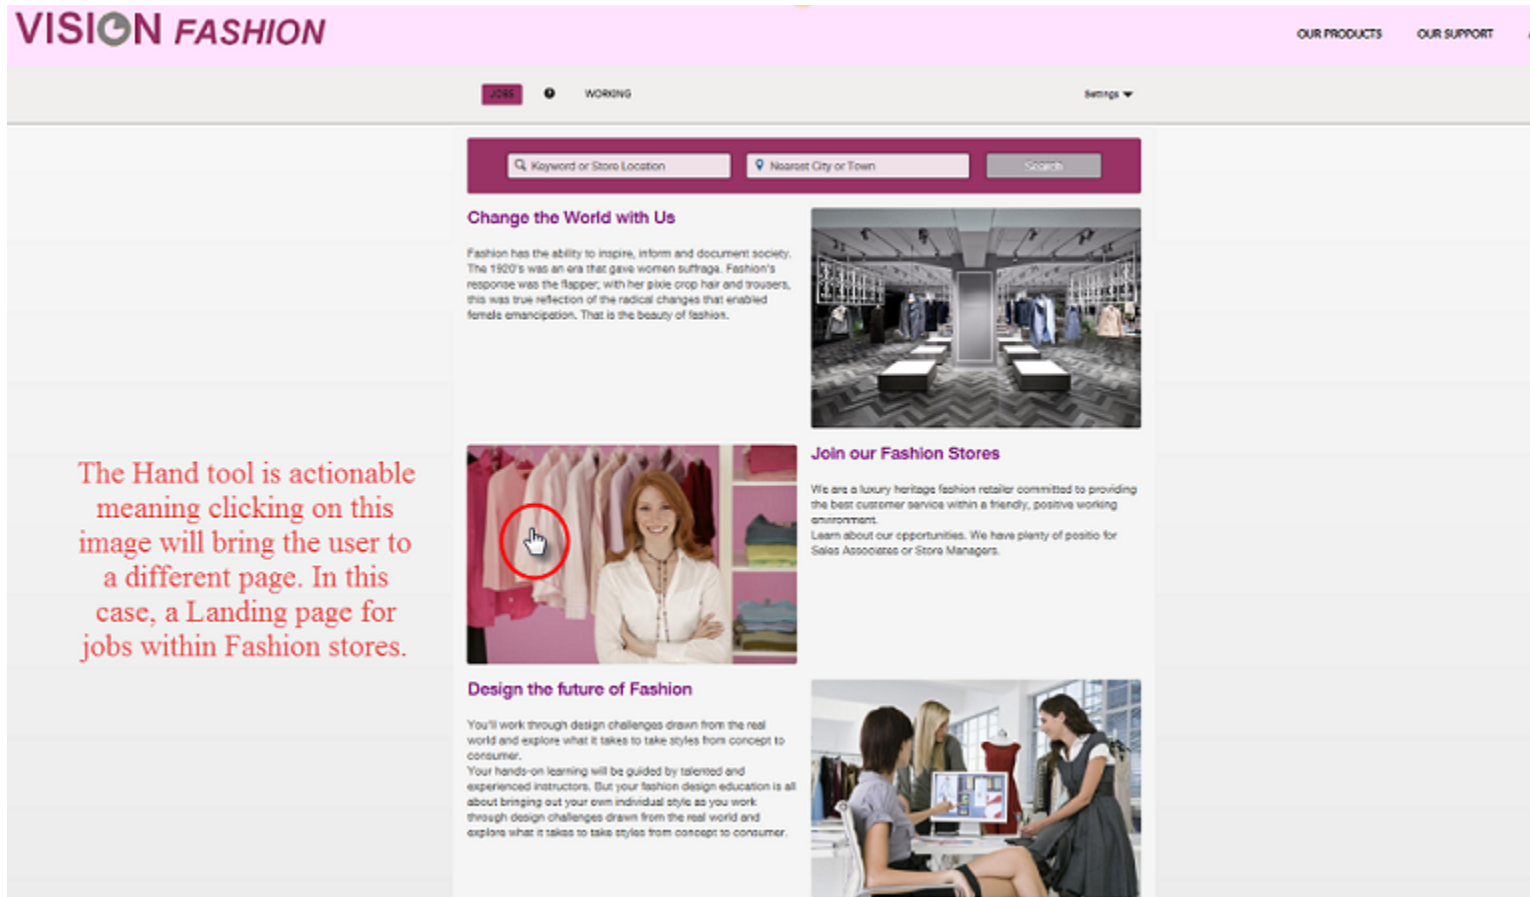 VISION FASHION
OUR PRODUCTS
OUR SUPPORT
JOBS
WORKING
Settings
Keyword or Store Location
Nearest City or Town
Search
Change the World with Us
Fashion has the ability to inspire, inform and document society.
The 1920's was an era that gave women suffrage. Fashion's
response was the flapper; with her pixie crop hair and trousers,
this was true reflection of the radical changes that enabled
female emancipation. That is the beauty of fashion.
The Hand tool is actionable
meaning clicking on this
image will bring the user to
a different page. In this
case, a Landing page for
jobs within Fashion stores.
Join our Fashion Stores
We are a luxury heritage fashion retailer committed to providing
the best customer service within a friendly, positive working
environment.
Learn about our opportunities. We have plenty of positio for
Sales Associates or Store Managers.
Design the future of Fashion
You'll work through design challenges drawn from the real
world and explore what it takes to take styles from concept to
consumer.
Your hands-on learning will be guided by talented and
experienced instructors. But your fashion design education is all
about bringing out your own individual style as you work
through design challenges drawn from the real world and
explore what it takes to take styles from concept to consumer.